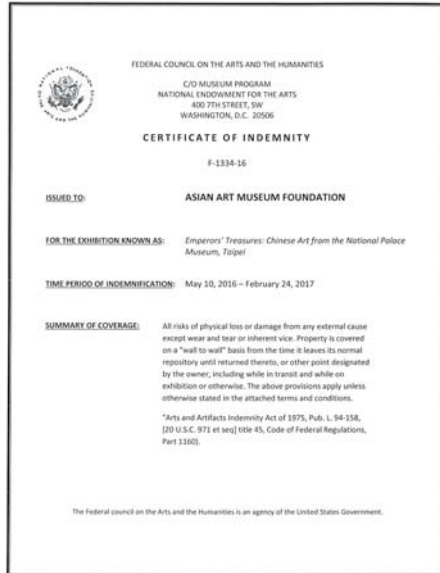 FEDERAL COUNCIL ON THE ARTS AND THE HUMANITIES
C/O MUSEUM PROGRAM
NATIONAL ENDOWMENT FOR THE ARTS
400 7TH STREET, SW
WASHINGTON, D.C. 20506
CERTIFICATE OF INDEMNITY
F-1334-16
ISSUED TO: ASIAN ART MUSEUM FOUNDATION
FOR THE EXHIBITION KNOWN AS: Emperors' Treasures: Chinese Art from the National Palace
Museum, Taipei
TIME PERIOD OF INDEMNIFICATION: May 10, 2016 – February 24, 2017
SUMMARY OF COVERAGE: All risks of physical loss or damage from any external cause
except wear and tear or inherent vice. Property is covered
on a "wall to wall" basis from the time it leaves its normal
repository until returned thereto, or other point designated
by the owner, including while in transit and while on
exhibition or otherwise. The above provisions apply unless
otherwise stated in the attached terms and conditions.
"Arts and Artifacts Indemnity Act of 1975, Pub. L. 94-158,
[20 U.S.C. 971 et seq] title 45, Code of Federal Regulations,
Part 1160).
The Federal council on the Arts and the Humanities is an agency of the United States Government.